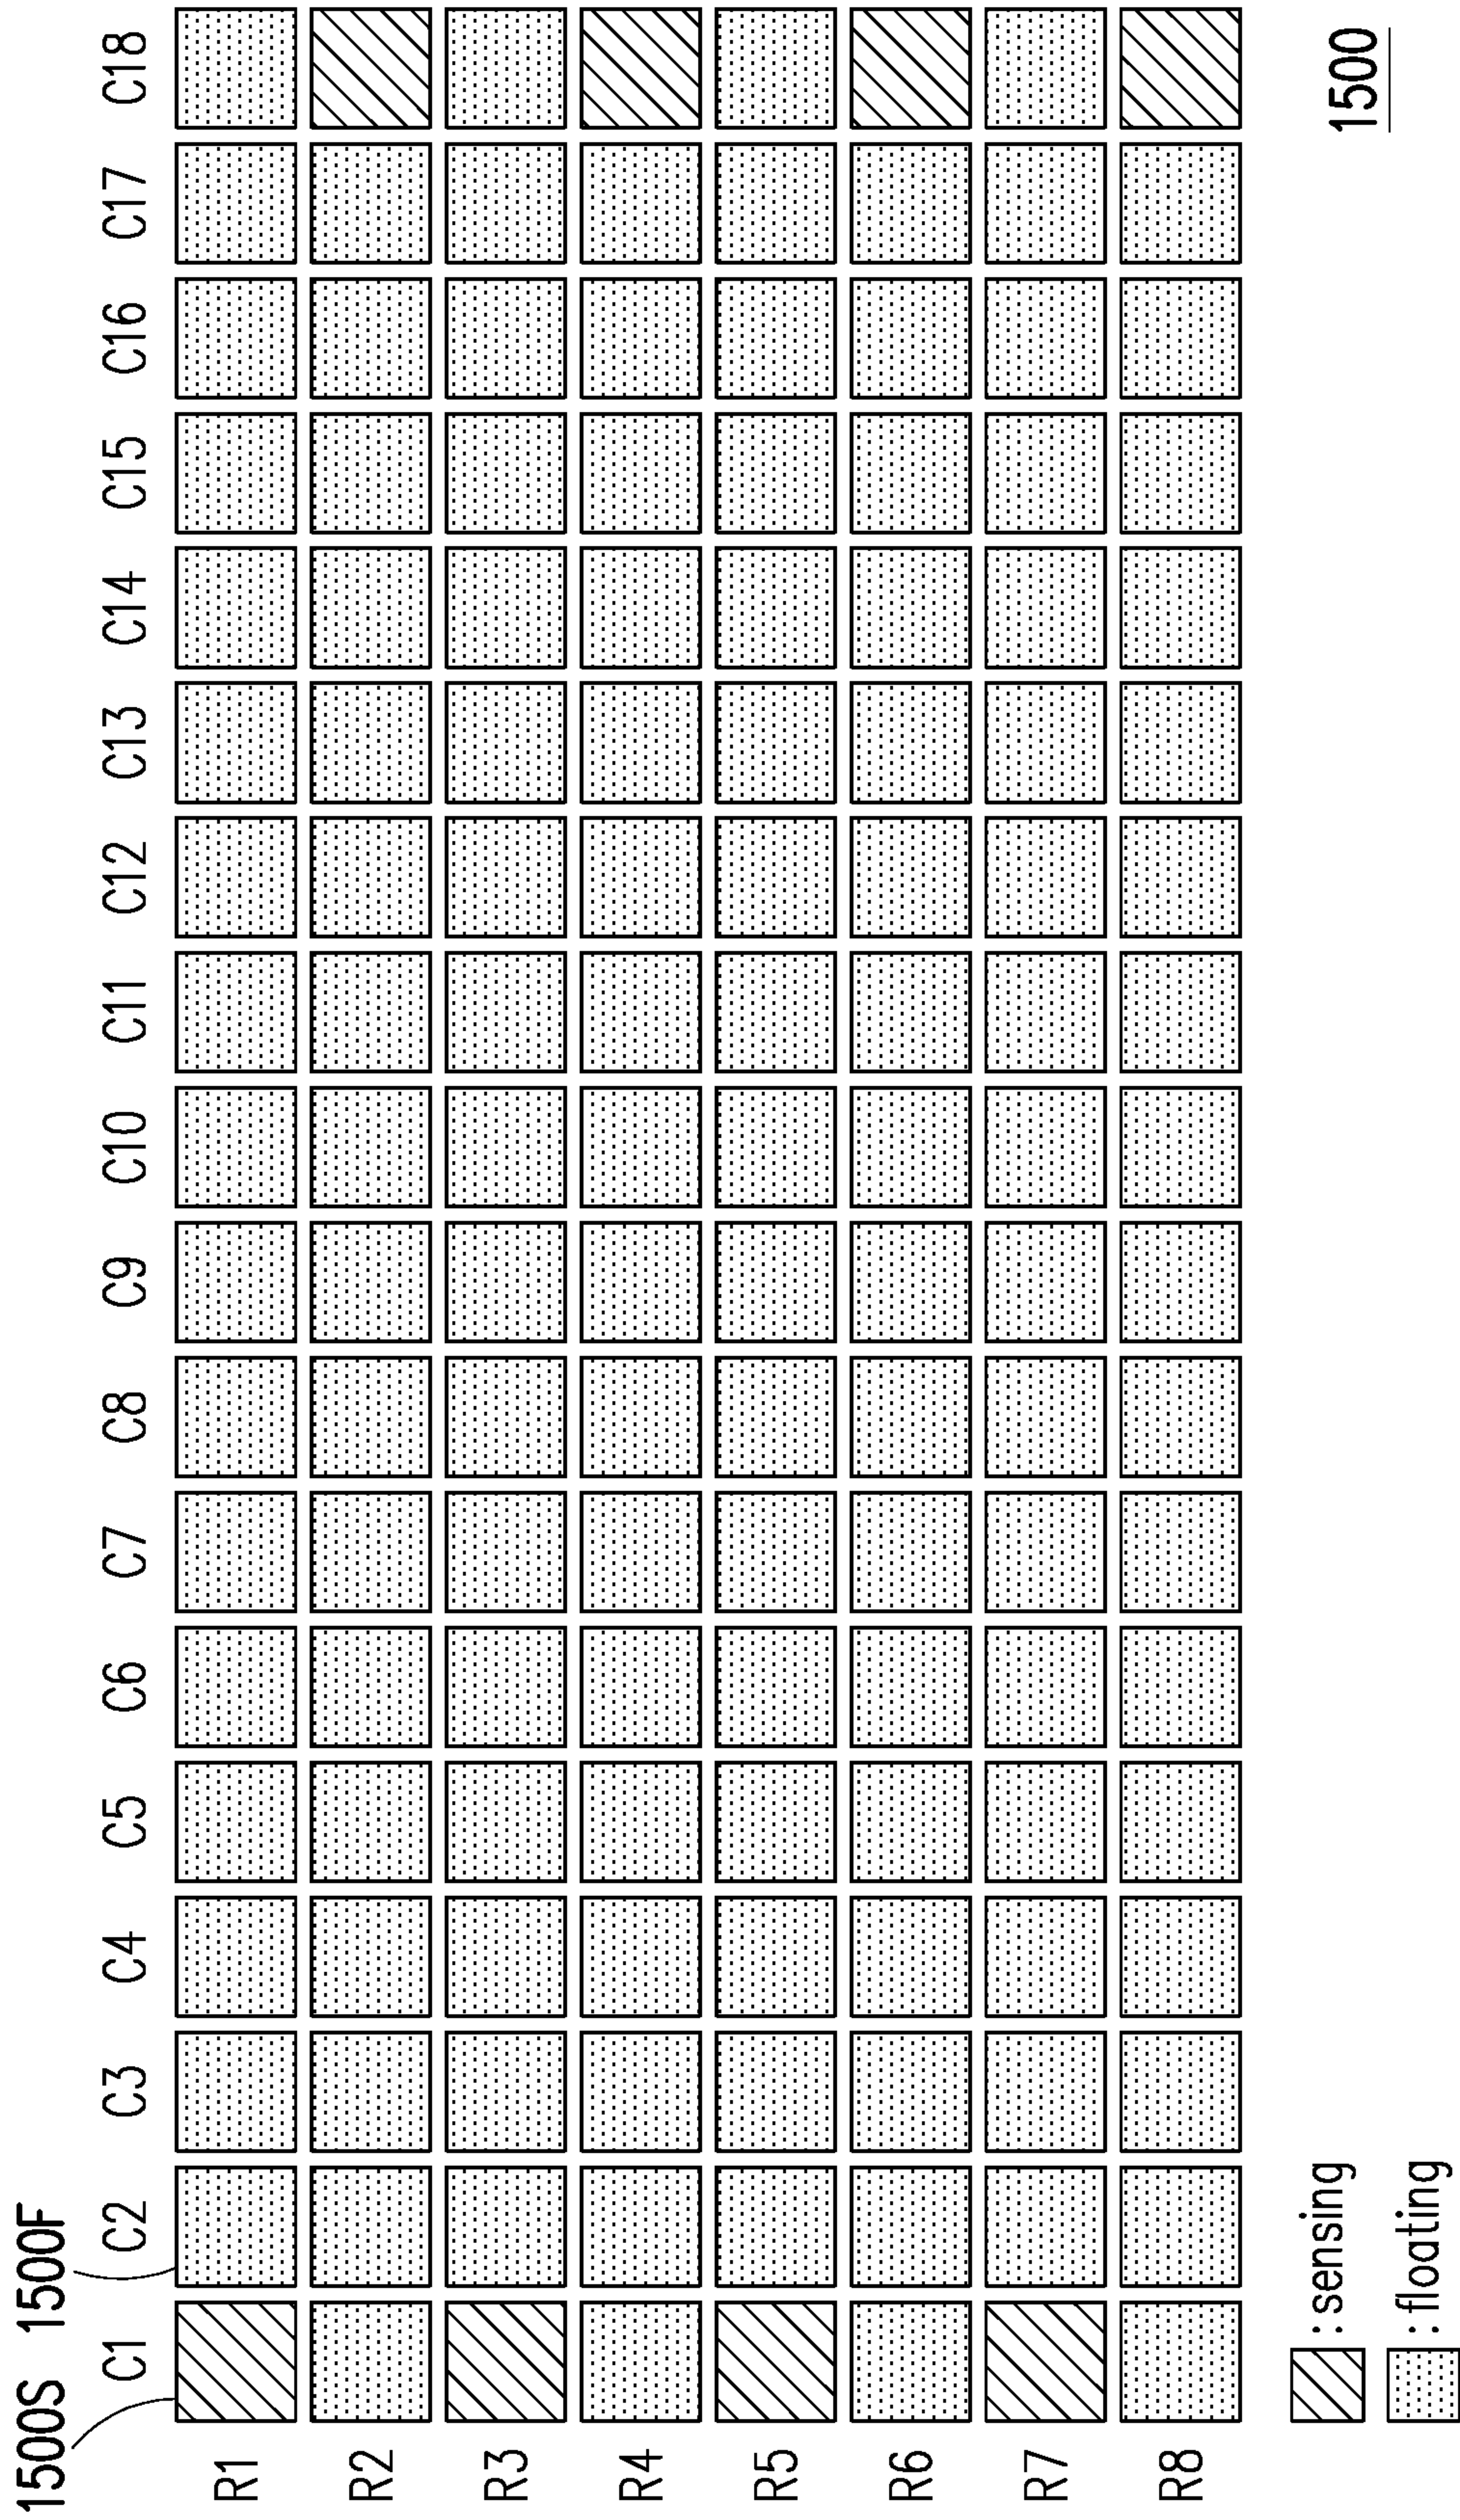 1500S 1500F
C1 C2 C3 C4 C5 C6 C7 C8 C9 C10 C11 C12 C13 C14 C15 C16 C17 C18
R1
R2
R3
R4
R5
R6
R7
R8
: sensing
: floating
1500